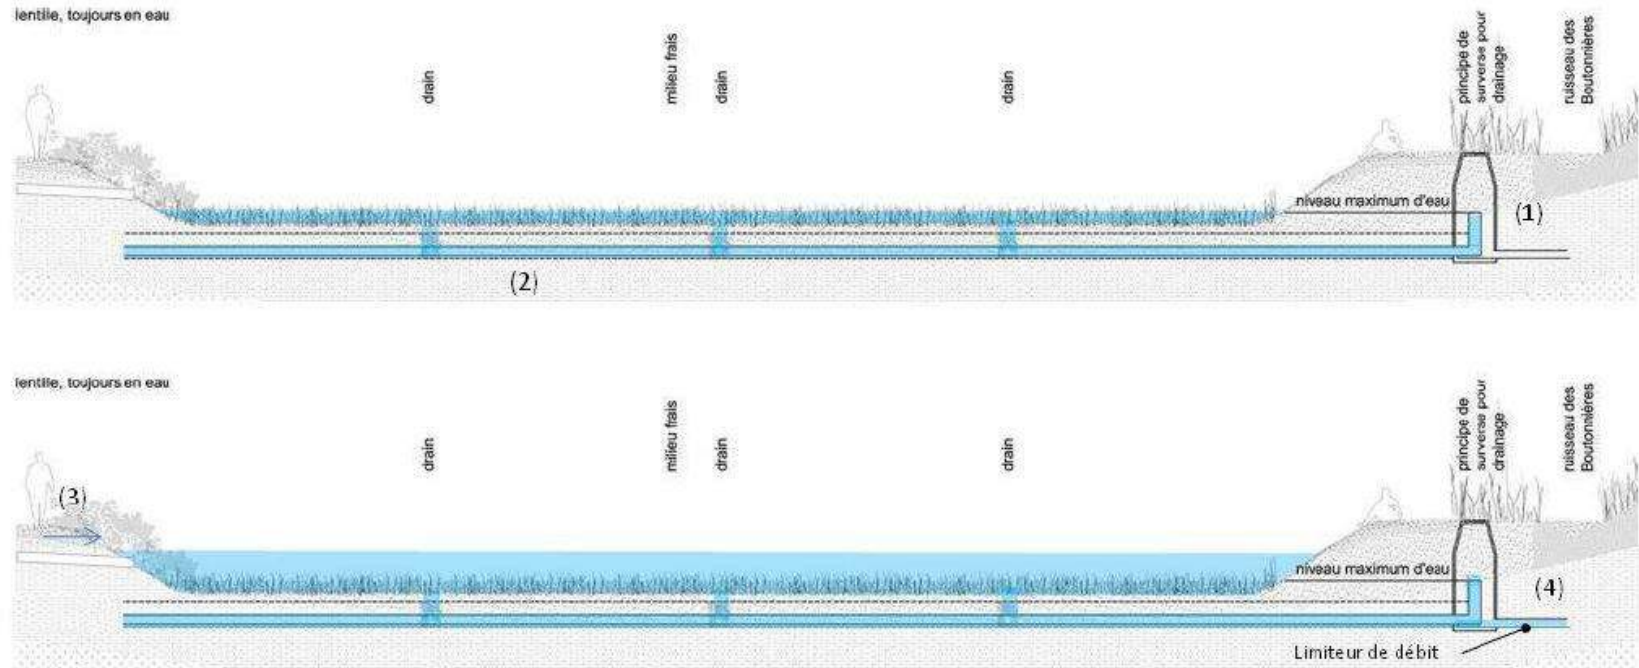 lentille, toujours en eau
drain
milieu frais
drain
drain
principe de
surverse pour
drainage
ruisseau des
Boutonnières
niveau maximum d'eau
(1)
(2)
lentille, toujours en eau
drain
milieu frais
drain
drain
principe de
surverse pour
drainage
ruisseau des
Boutonnières
(3)
niveau maximum d'eau
(4)
Limiteur de débit